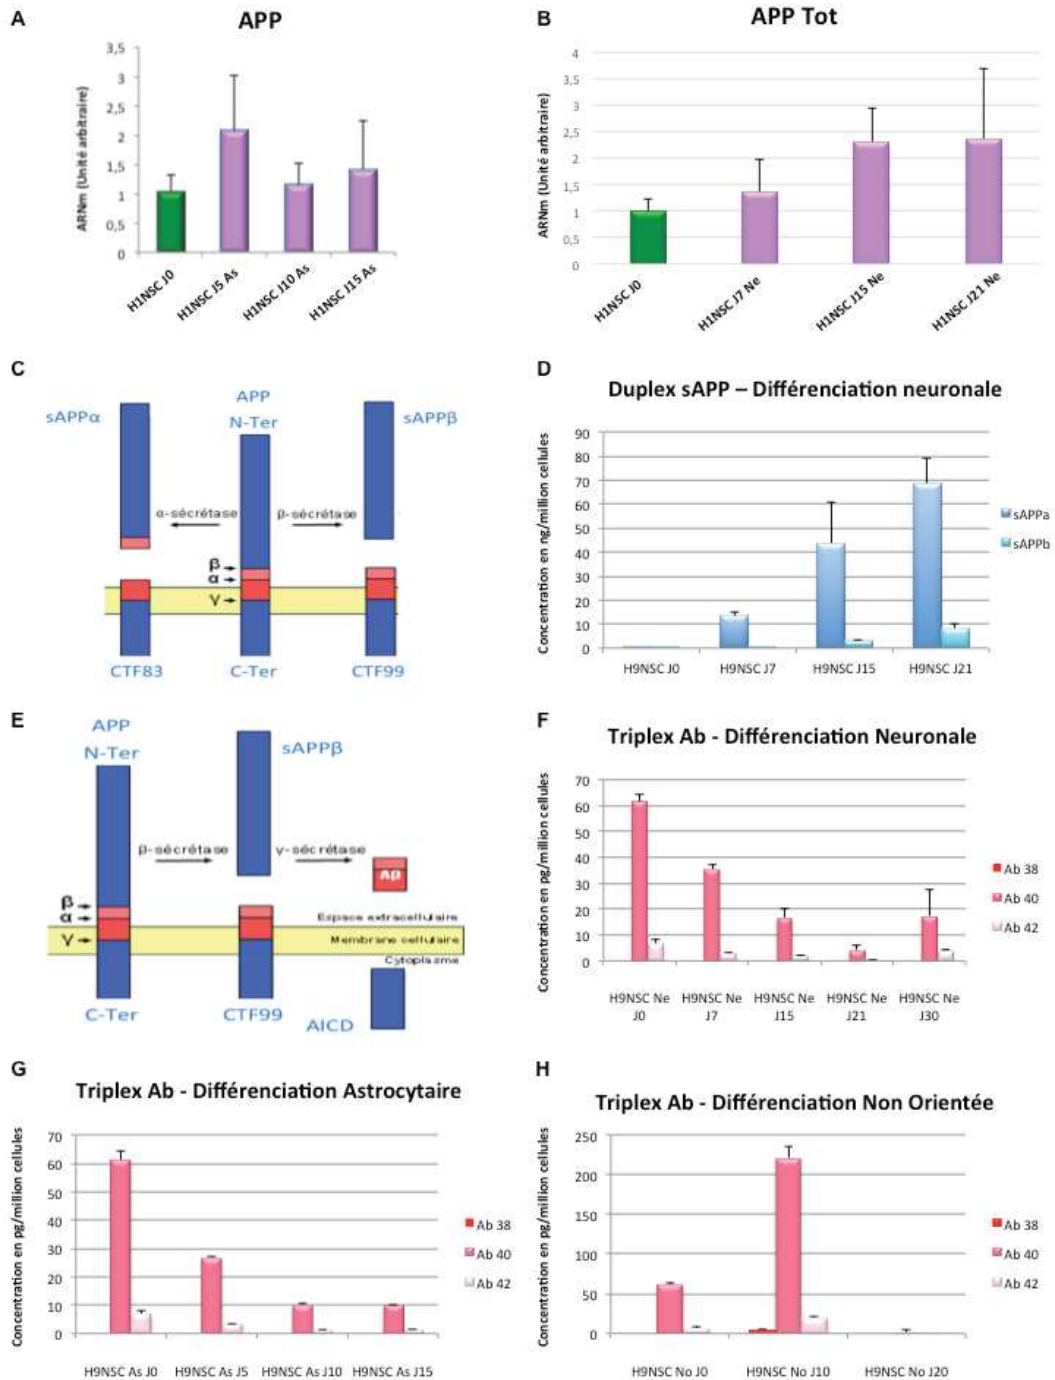 A
APP
ARNm (Unité arbitraire)
3,5
3
2,5
2
1,5
1
0,5
0
H1NSC J0
H1NSC J5 As
H1NSC J10 As
H1NSC J15 As
B
APP Tot
ARNm (Unité arbitraire)
4
3,5
3
2,5
2
1,5
1
0,5
0
H1NSC J0
H1NSC J7 Ne
H1NSC J15 Ne
H1NSC J21 Ne
C
sAPPα
APP
N-Ter
sAPPβ
α-sécrétase
β-sécrétase
β
α
γ
CTF83
C-Ter
CTF99
D
Duplex sAPP – Différenciation neuronale
Concentration en ng/million cellules
90
80
70
60
50
40
30
20
10
0
H9NSC J0
H9NSC J7
H9NSC J15
H9NSC J21
sAPPa
sAPPb
E
APP
N-Ter
sAPPβ
β-sécrétase
γ-sécrétase
Aβ
β
α
γ
Espace extracellulaire
Membrane cellulaire
Cytoplasme
C-Ter
CTF99
AICD
F
Triplex Ab - Différenciation Neuronale
Concentration en pg/million cellules
70
60
50
40
30
20
10
0
H9NSC Ne
J0
H9NSC Ne
J7
H9NSC Ne
J15
H9NSC Ne
J21
H9NSC Ne
J30
Ab 38
Ab 40
Ab 42
G
Triplex Ab - Différenciation Astrocytaire
Concentration en pg/million cellules
70
60
50
40
30
20
10
0
H9NSC As J0
H9NSC As J5
H9NSC As J10
H9NSC As J15
Ab 38
Ab 40
Ab 42
H
Triplex Ab - Différenciation Non Orientée
Concentration en pg/million cellules
250
200
150
100
50
0
H9NSC No J0
H9NSC No J10
H9NSC No J20
Ab 38
Ab 40
Ab 42